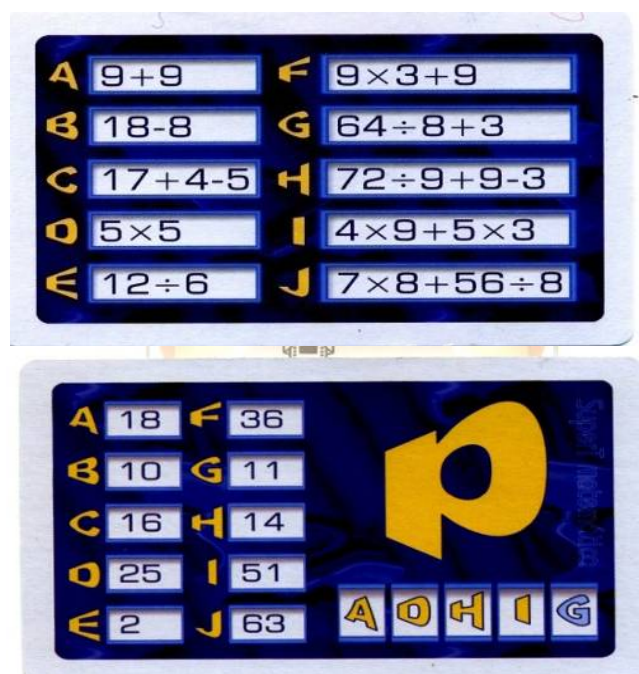 A 9+9 F 9×3+9
B 18-8 G 64÷8+3
C 17+4-5 H 72÷9+9-3
D 5×5 I 4×9+5×3
E 12÷6 J 7×8+56÷8
A 18 F 36
B 10 G 11
C 16 H 14
D 25 I 51
E 2 J 63
P
A D H I G